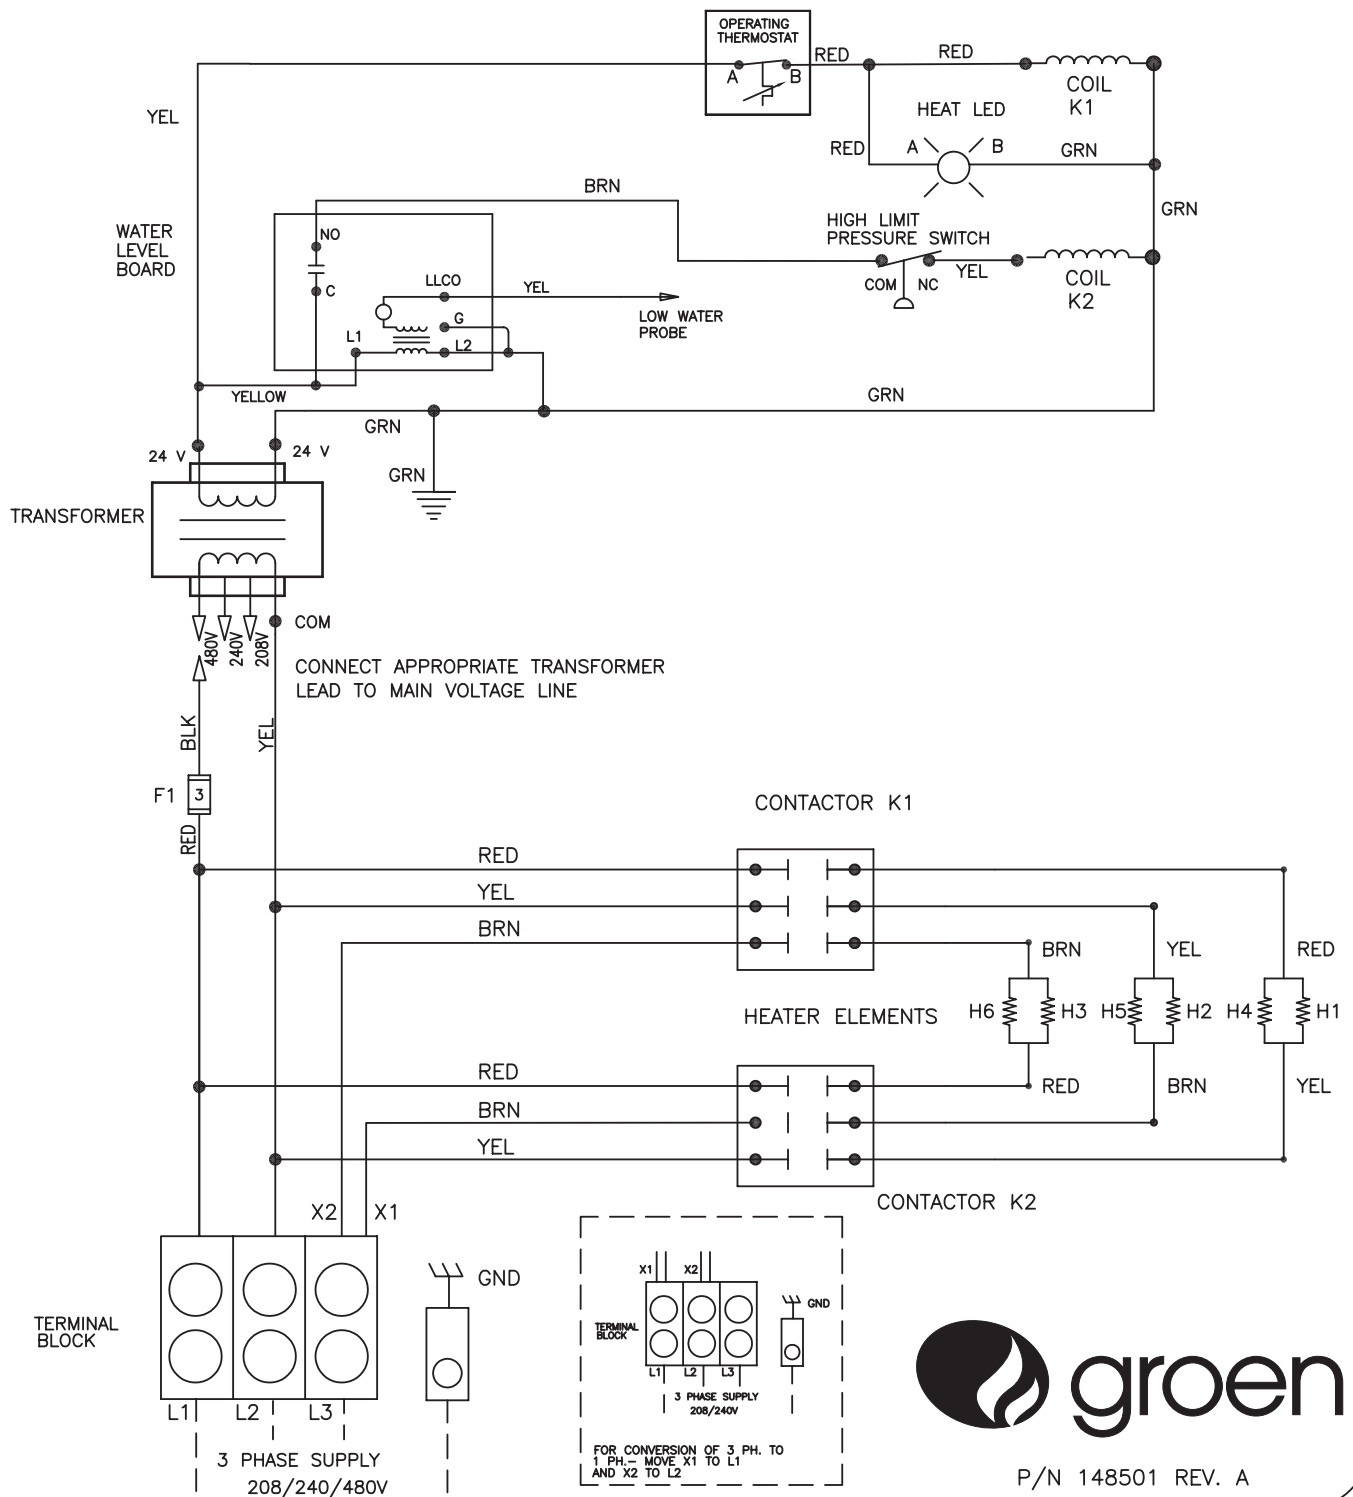 OPERATING
THERMOSTAT
A
B
RED
RED
COIL
K1
YEL
HEAT LED
RED
A
B
GRN
BRN
GRN
WATER
LEVEL
BOARD
NO
C
HIGH LIMIT
PRESSURE SWITCH
COM
NC
YEL
COIL
K2
LLCO
YEL
LOW WATER
PROBE
G
L1
L2
YELLOW
GRN
GRN
GRN
24 V
24 V
TRANSFORMER
480V
240V
208V
COM
CONNECT APPROPRIATE TRANSFORMER
LEAD TO MAIN VOLTAGE LINE
BLK
YEL
F1
3
RED
CONTACTOR K1
RED
YEL
BRN
BRN
YEL
RED
HEATER ELEMENTS
H6
H3
H5
H2
H4
H1
RED
BRN
YEL
RED
BRN
YEL
CONTACTOR K2
X2
X1
GND
TERMINAL
BLOCK
L1
L2
L3
3 PHASE SUPPLY
208/240/480V
X1
X2
GND
TERMINAL
BLOCK
L1
L2
L3
3 PHASE SUPPLY
208/240V
FOR CONVERSION OF 3 PH. TO
1 PH.– MOVE X1 TO L1
AND X2 TO L2
groen
P/N 148501 REV. A